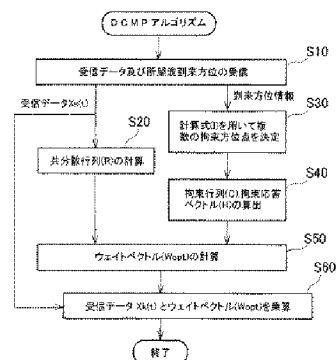 DCMPアルゴリズム
S10
受信データ及び所望波到来方位の受信
受信データXk(t)
到来方位情報
S30
S20
計算式(I)を用いて複
数の拘束方位点を決定
共分散行列(R)の計算
S40
拘束行列(C)拘束応答
ベクトル(H)の算出
S50
ウェイトベクトル(Wopt)の計算
S60
受信データ Xk(t) とウェイトベクトル(Wopt)を乗算
終了